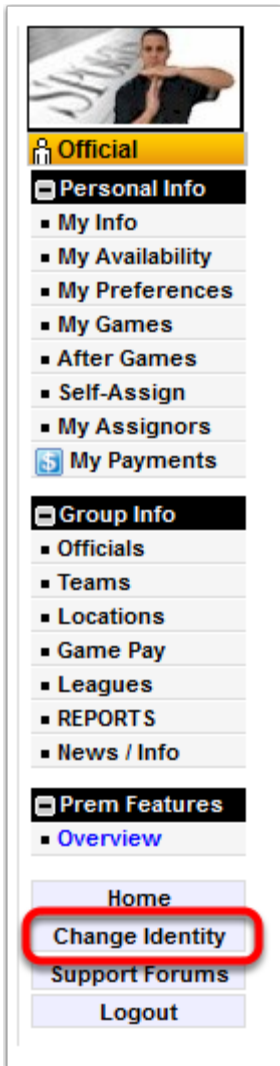 SPORTS
Official
Personal Info
My Info
My Availability
My Preferences
My Games
After Games
Self-Assign
My Assignors
$ My Payments
Group Info
Officials
Teams
Locations
Game Pay
Leagues
REPORTS
News / Info
Prem Features
Overview
Home
Change Identity
Support Forums
Logout